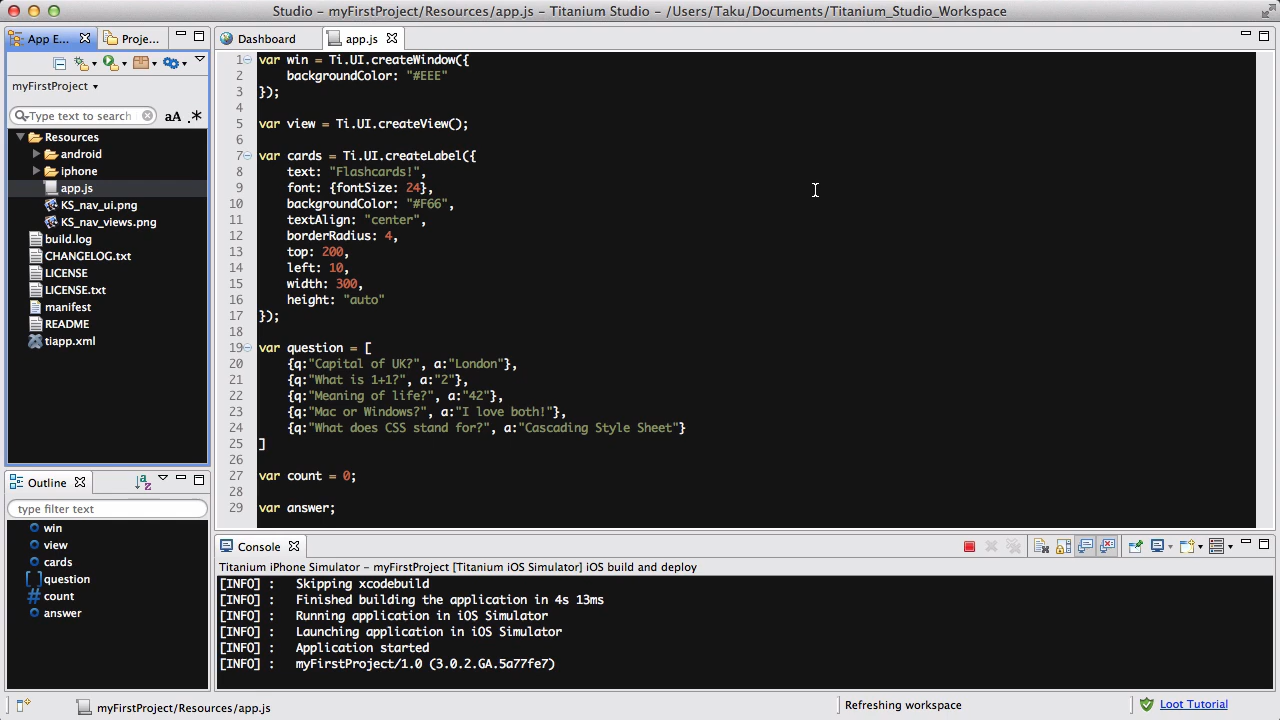 Studio - myFirstProject/Resources/app.js - Titanium Studio - /Users/Taku/Documents/Titanium_Studio_Workspace
App E...
Proje...
myFirstProject
Type text to search
aA .*
Resources
android
iphone
app.js
KS_nav_ui.png
KS_nav_views.png
build.log
CHANGELOG.txt
LICENSE
LICENSE.txt
manifest
README
tiapp.xml
Outline
type filter text
win
view
cards
question
count
answer
Dashboard
app.js
1 var win = Ti.UI.createWindow({
2 backgroundColor: "#EEE"
3 });
4
5 var view = Ti.UI.createView();
6
7 var cards = Ti.UI.createLabel({
8 text: "Flashcards!",
9 font: {fontSize: 24},
10 backgroundColor: "#F66",
11 textAlign: "center",
12 borderRadius: 4,
13 top: 200,
14 left: 10,
15 width: 300,
16 height: "auto"
17 });
18
19 var question = [
20 {q:"Capital of UK?", a:"London"},
21 {q:"What is 1+1?", a:"2"},
22 {q:"Meaning of life?", a:"42"},
23 {q:"Mac or Windows?", a:"I love both!"},
24 {q:"What does CSS stand for?", a:"Cascading Style Sheet"}
25 ]
26
27 var count = 0;
28
29 var answer;
Console
Titanium iPhone Simulator - myFirstProject [Titanium iOS Simulator] iOS build and deploy
[INFO] : Skipping xcodebuild
[INFO] : Finished building the application in 4s 13ms
[INFO] : Running application in iOS Simulator
[INFO] : Launching application in iOS Simulator
[INFO] : Application started
[INFO] : myFirstProject/1.0 (3.0.2.GA.5a77fe7)
myFirstProject/Resources/app.js
Refreshing workspace
Loot Tutorial